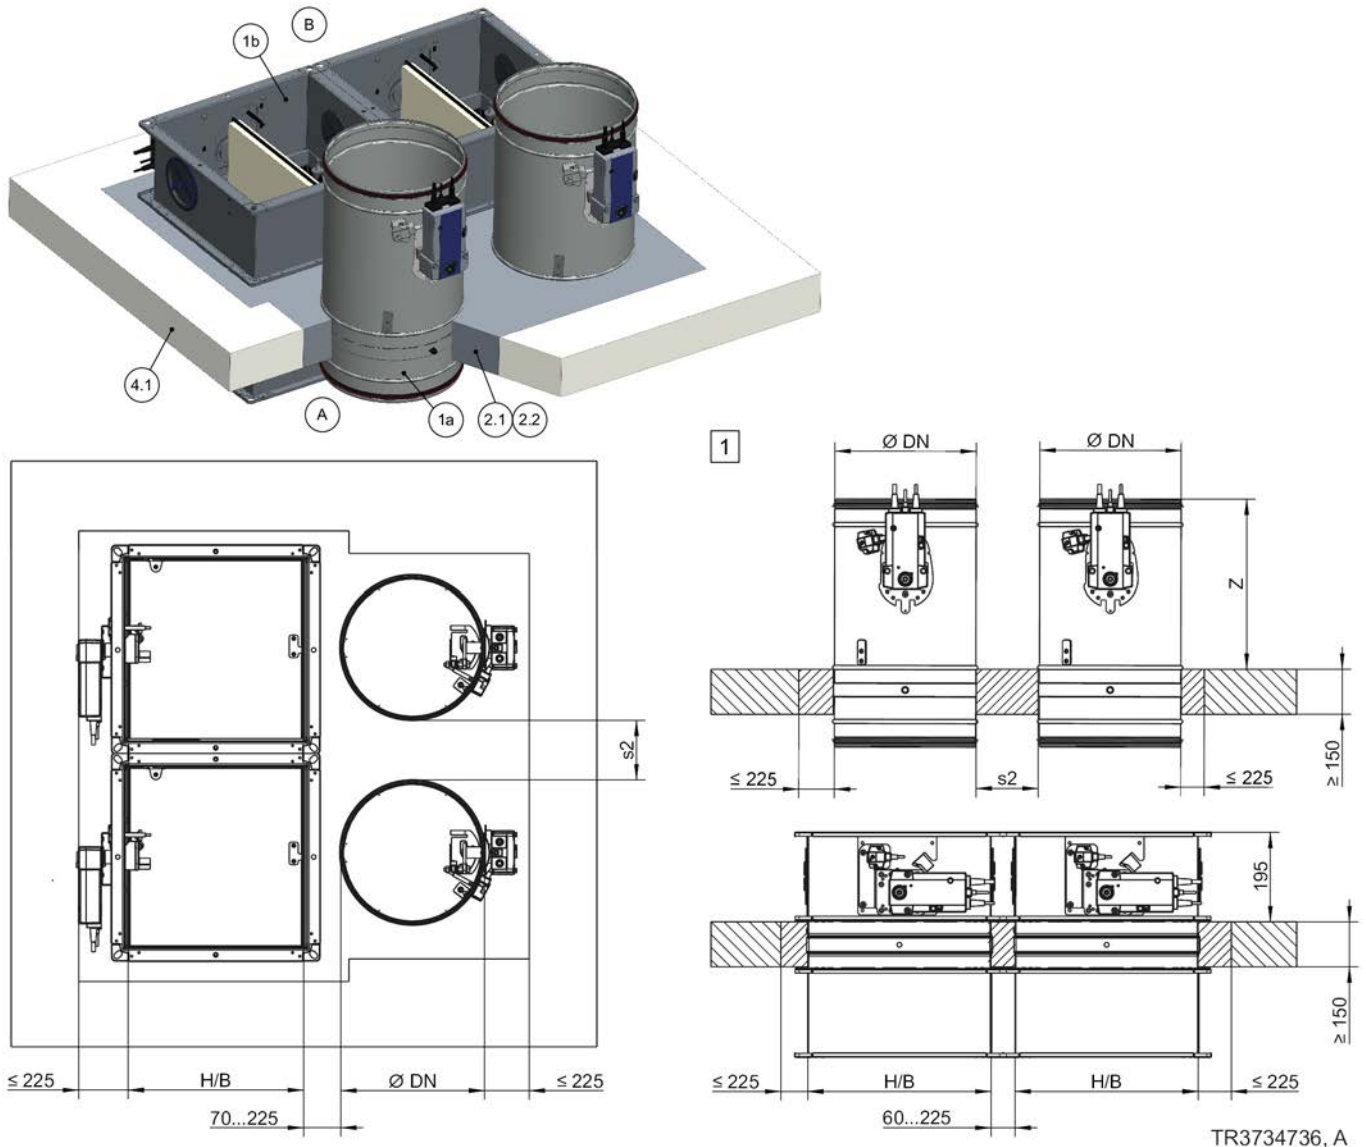 B
1b
4.1
A
1a
2.1
2.2
s2
≤ 225
H/B
Ø DN
≤ 225
70...225
1
Ø DN
Ø DN
Z
≥ 150
≤ 225
s2
≤ 225
195
≥ 150
≤ 225
H/B
H/B
≤ 225
60...225
TR3734736, A